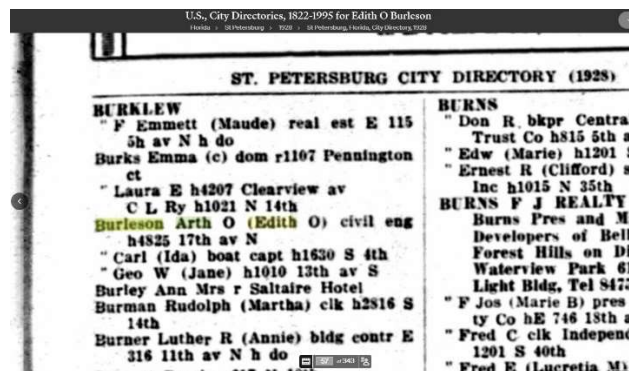 U.S., City Directories, 1822-1995 for Edith O Burleson
Florida > St Petersburg > 1928 > St Petersburg, Florida, City Directory, 1928
ST. PETERSBURG CITY DIRECTORY (1928)
BURKLEW
" F Emmett (Maude) real est E 115
5h av N h do
Burks Emma (c) dom r1107 Pennington
ct
" Laura E h4207 Clearview av
C L Ry h1021 N 14th
Burleson Arth O (Edith O) civil eng
h4825 17th av N
" Carl (Ida) boat capt h1630 S 4th
" Geo W (Jane) h1010 13th av S
Burley Ann Mrs r Saltaire Hotel
Burman Rudolph (Martha) clk h2816 S
14th
Burner Luther R (Annie) bldg contr E
316 11th av N h do
BURNS
" Don R bkpr Centra
Trust Co h815 5th a
" Edw (Marie) h1201
" Ernest R (Clifford) s
Inc h1015 N 35th
BURNS F J REALTY
Burns Pres and M
Developers of Bel
Forest Hills on Di
Waterview Park 6
Light Bldg, Tel 847
" F Jos (Marie B) pres
ty Co hE 746 18th a
" Fred C clk Independ
1201 S 40th
" Fred E (Lucretia M)
57 of 343